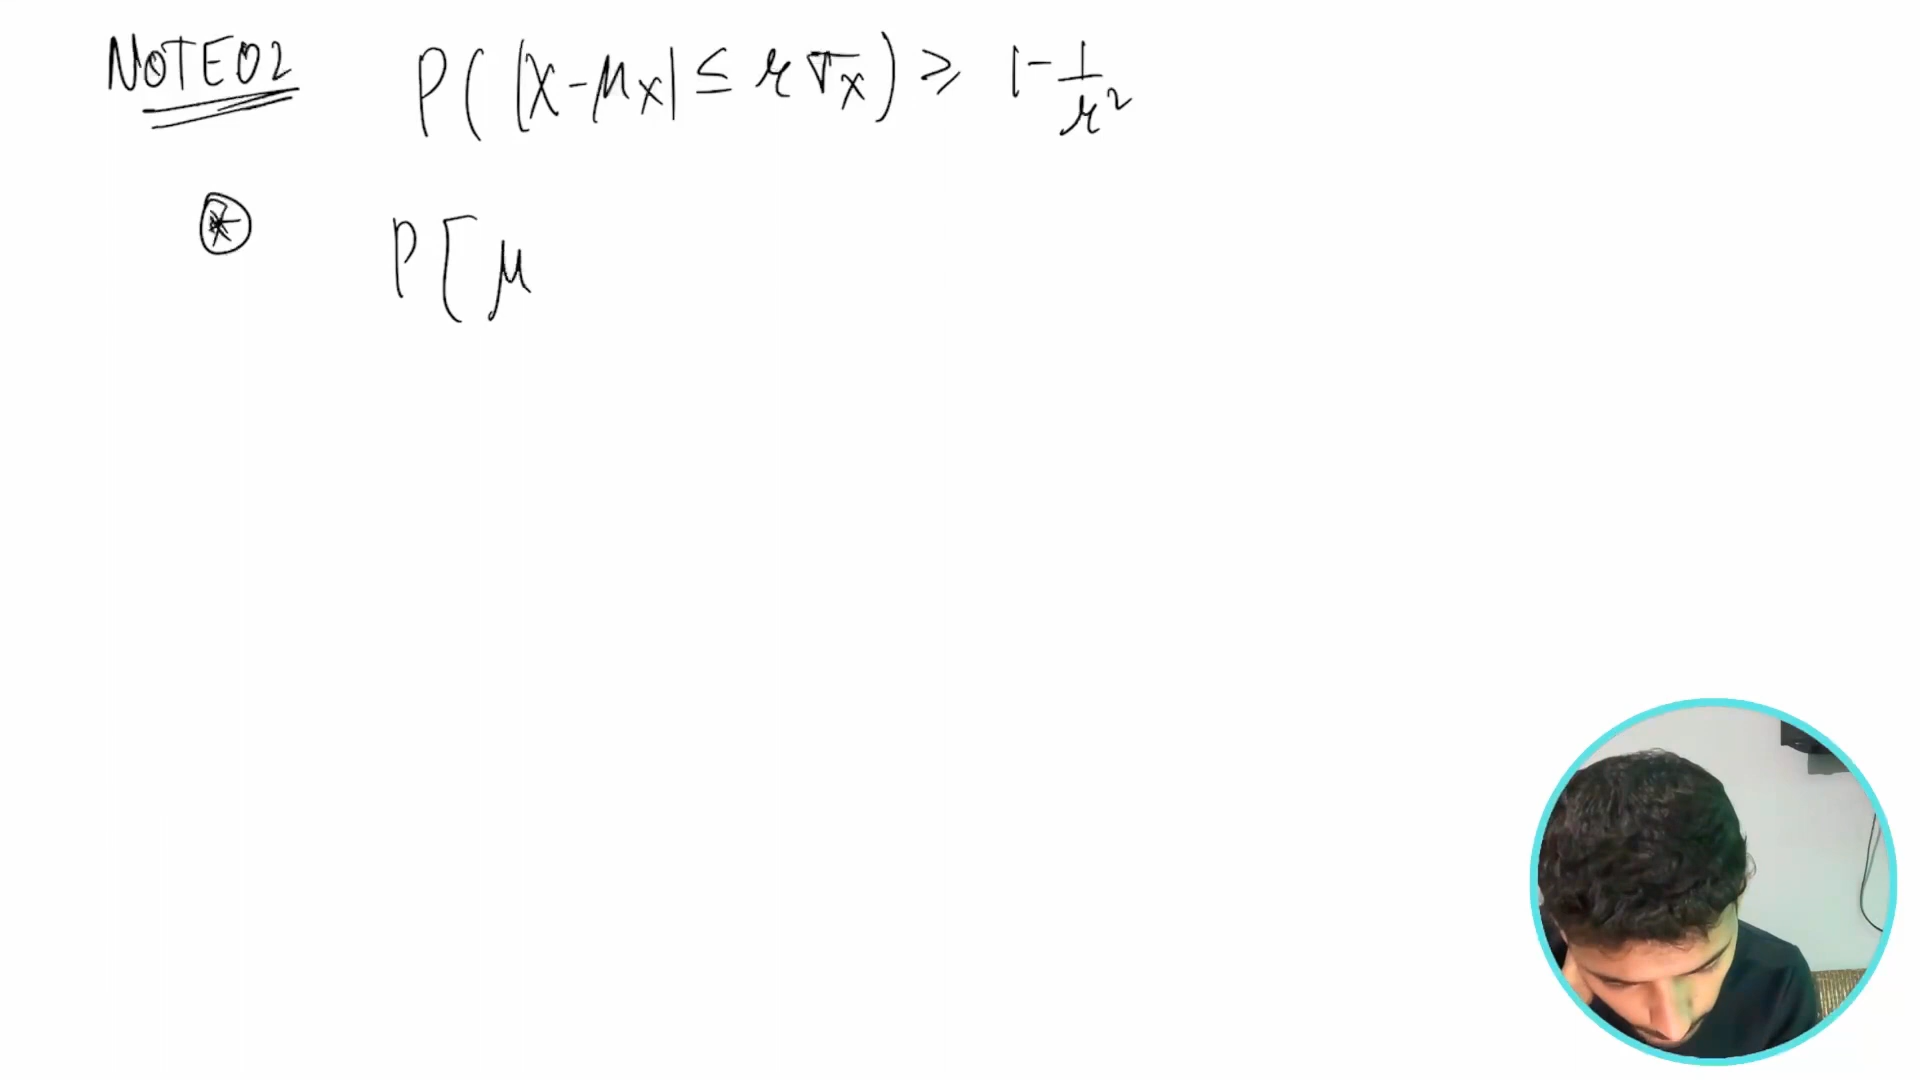 NOTE02 P( |X-μx| ≤ r σx ) ≥ 1 - 1/r²
⊛ P[ μ